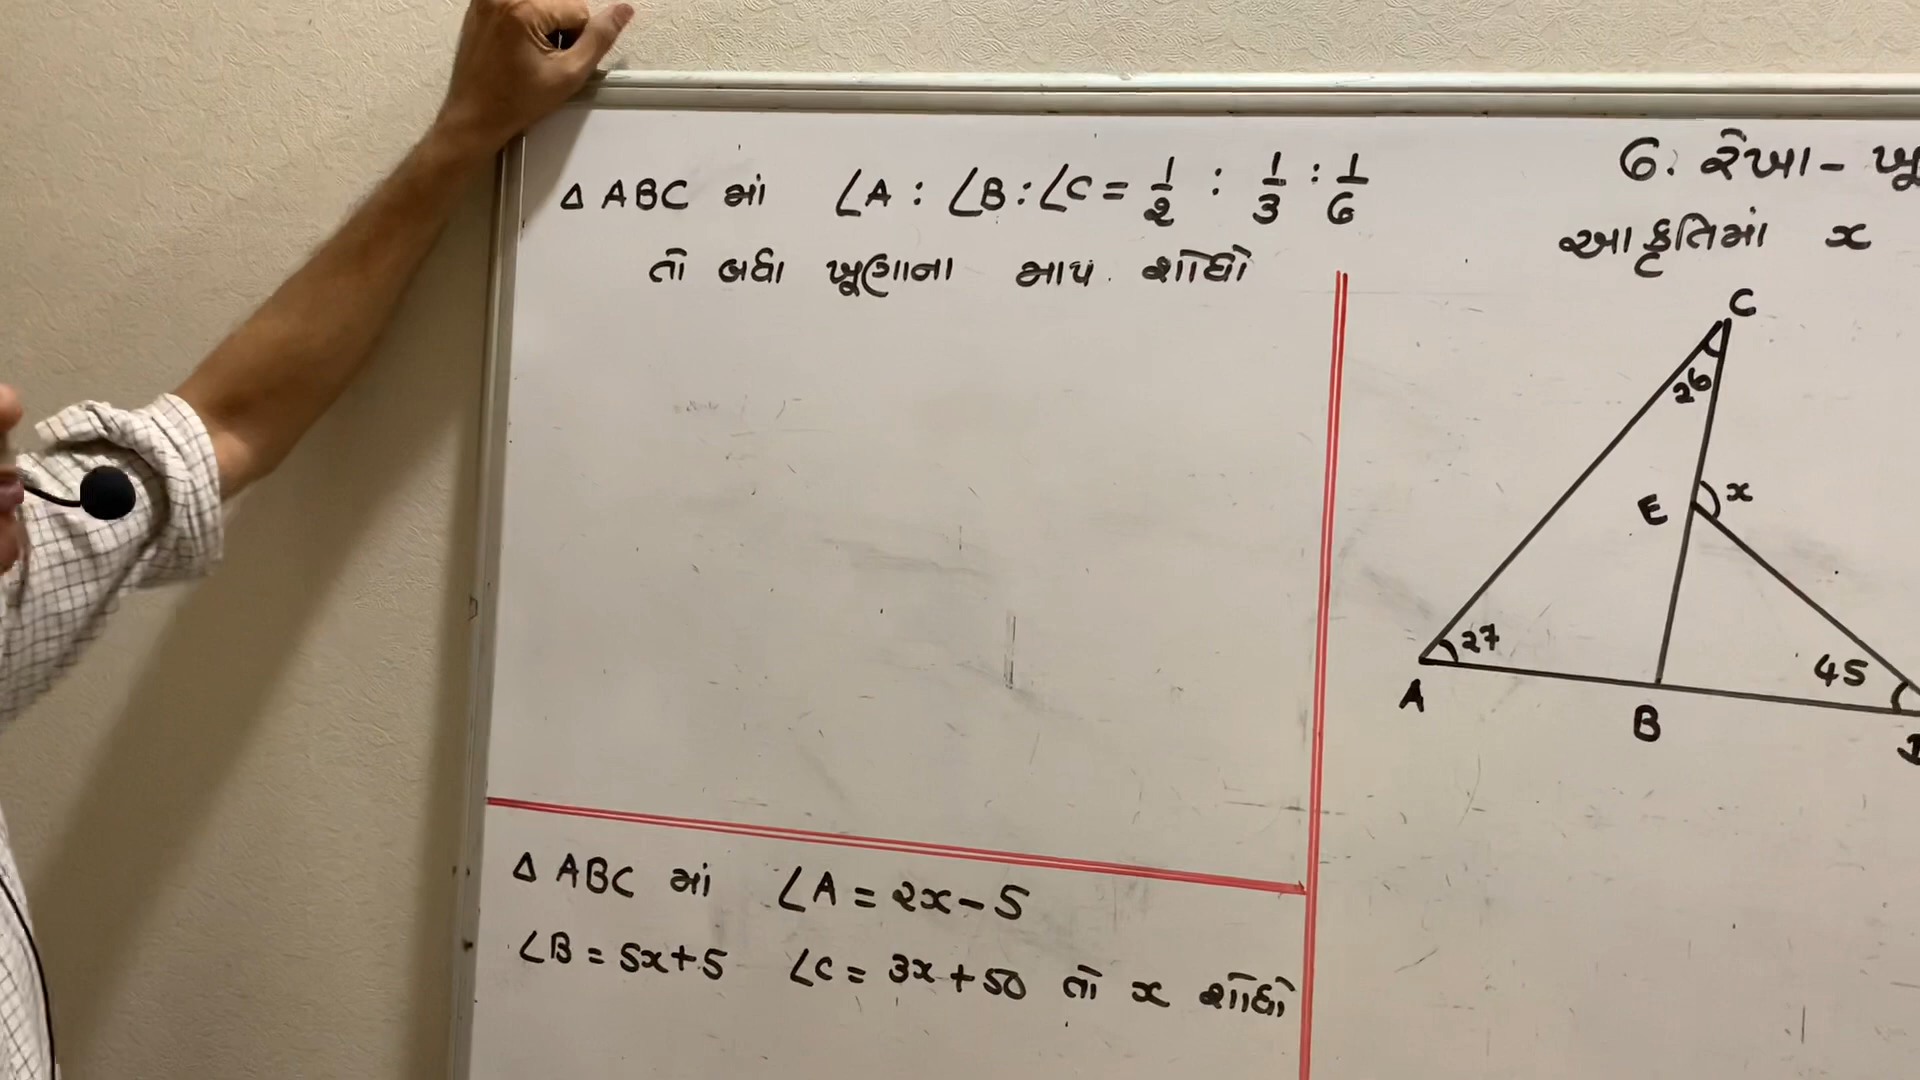 Δ ABC માં ∠A : ∠B : ∠C = 1/2 : 1/3 : 1/6
તો બધા ખૂણાના માપ શોધો
Δ ABC માં ∠A = 2x - 5
∠B = 5x + 5 ∠C = 3x + 50 તો x શોધો
6. રેખા -
આકૃતિમાં x
C
26
E x
27
45
A
B